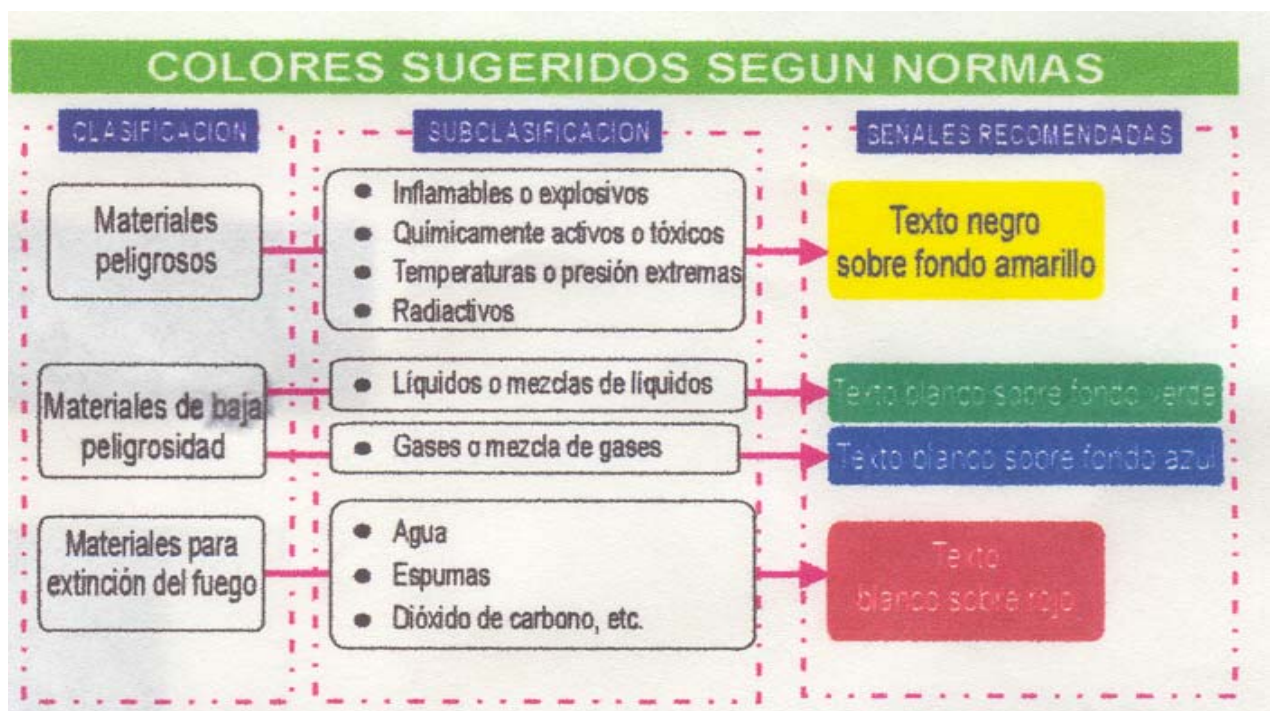 COLORES SUGERIDOS SEGUN NORMAS
CLASIFICACION
SUBCLASIFICACION
SEÑALES RECOMENDADAS
Materiales
peligrosos
• Inflamables o explosivos
• Químicamente activos o tóxicos
• Temperaturas o presión extremas
• Radiactivos
Texto negro
sobre fondo amarillo
Materiales de baja
peligrosidad
• Líquidos o mezclas de líquidos
Texto blanco sobre fondo verde
• Gases o mezcla de gases
Texto blanco sobre fondo azul
Materiales para
extinción del fuego
• Agua
• Espumas
• Dióxido de carbono, etc.
Texto
blanco sobre rojo